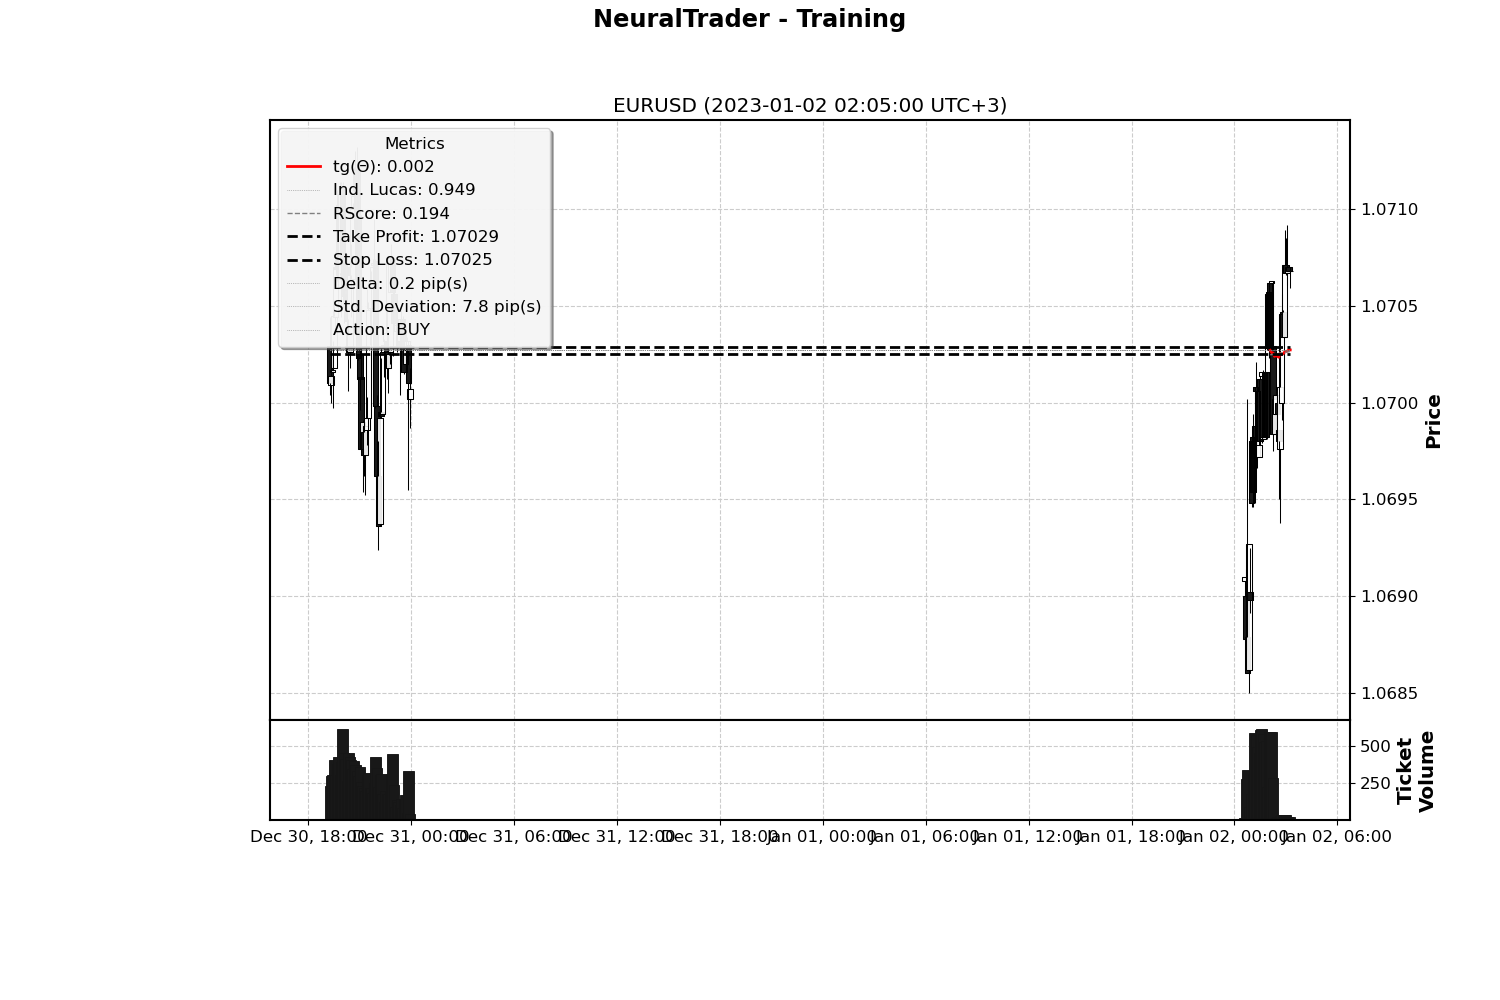 NeuralTrader - Training
EURUSD (2023-01-02 02:05:00 UTC+3)
Metrics
tg(Θ): 0.002
Ind. Lucas: 0.949
RScore: 0.194
Take Profit: 1.07029
Stop Loss: 1.07025
Delta: 0.2 pip(s)
Std. Deviation: 7.8 pip(s)
Action: BUY
1.0710
1.0705
1.0700
1.0695
1.0690
1.0685
Price
500
250
Ticket
Volume
Dec 30, 18:00
Dec 31, 00:00
Dec 31, 06:00
Dec 31, 12:00
Dec 31, 18:00
Jan 01, 00:00
Jan 01, 06:00
Jan 01, 12:00
Jan 01, 18:00
Jan 02, 00:00
Jan 02, 06:00